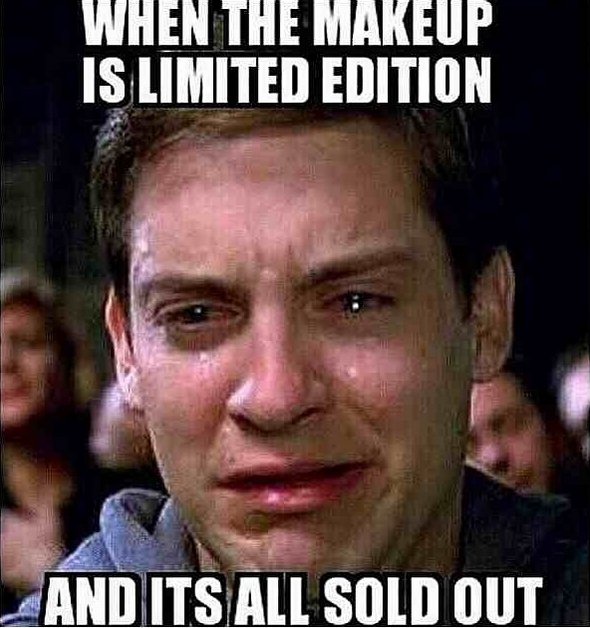 WHEN THE MAKEUP
IS LIMITED EDITION
AND ITS ALL SOLD OUT